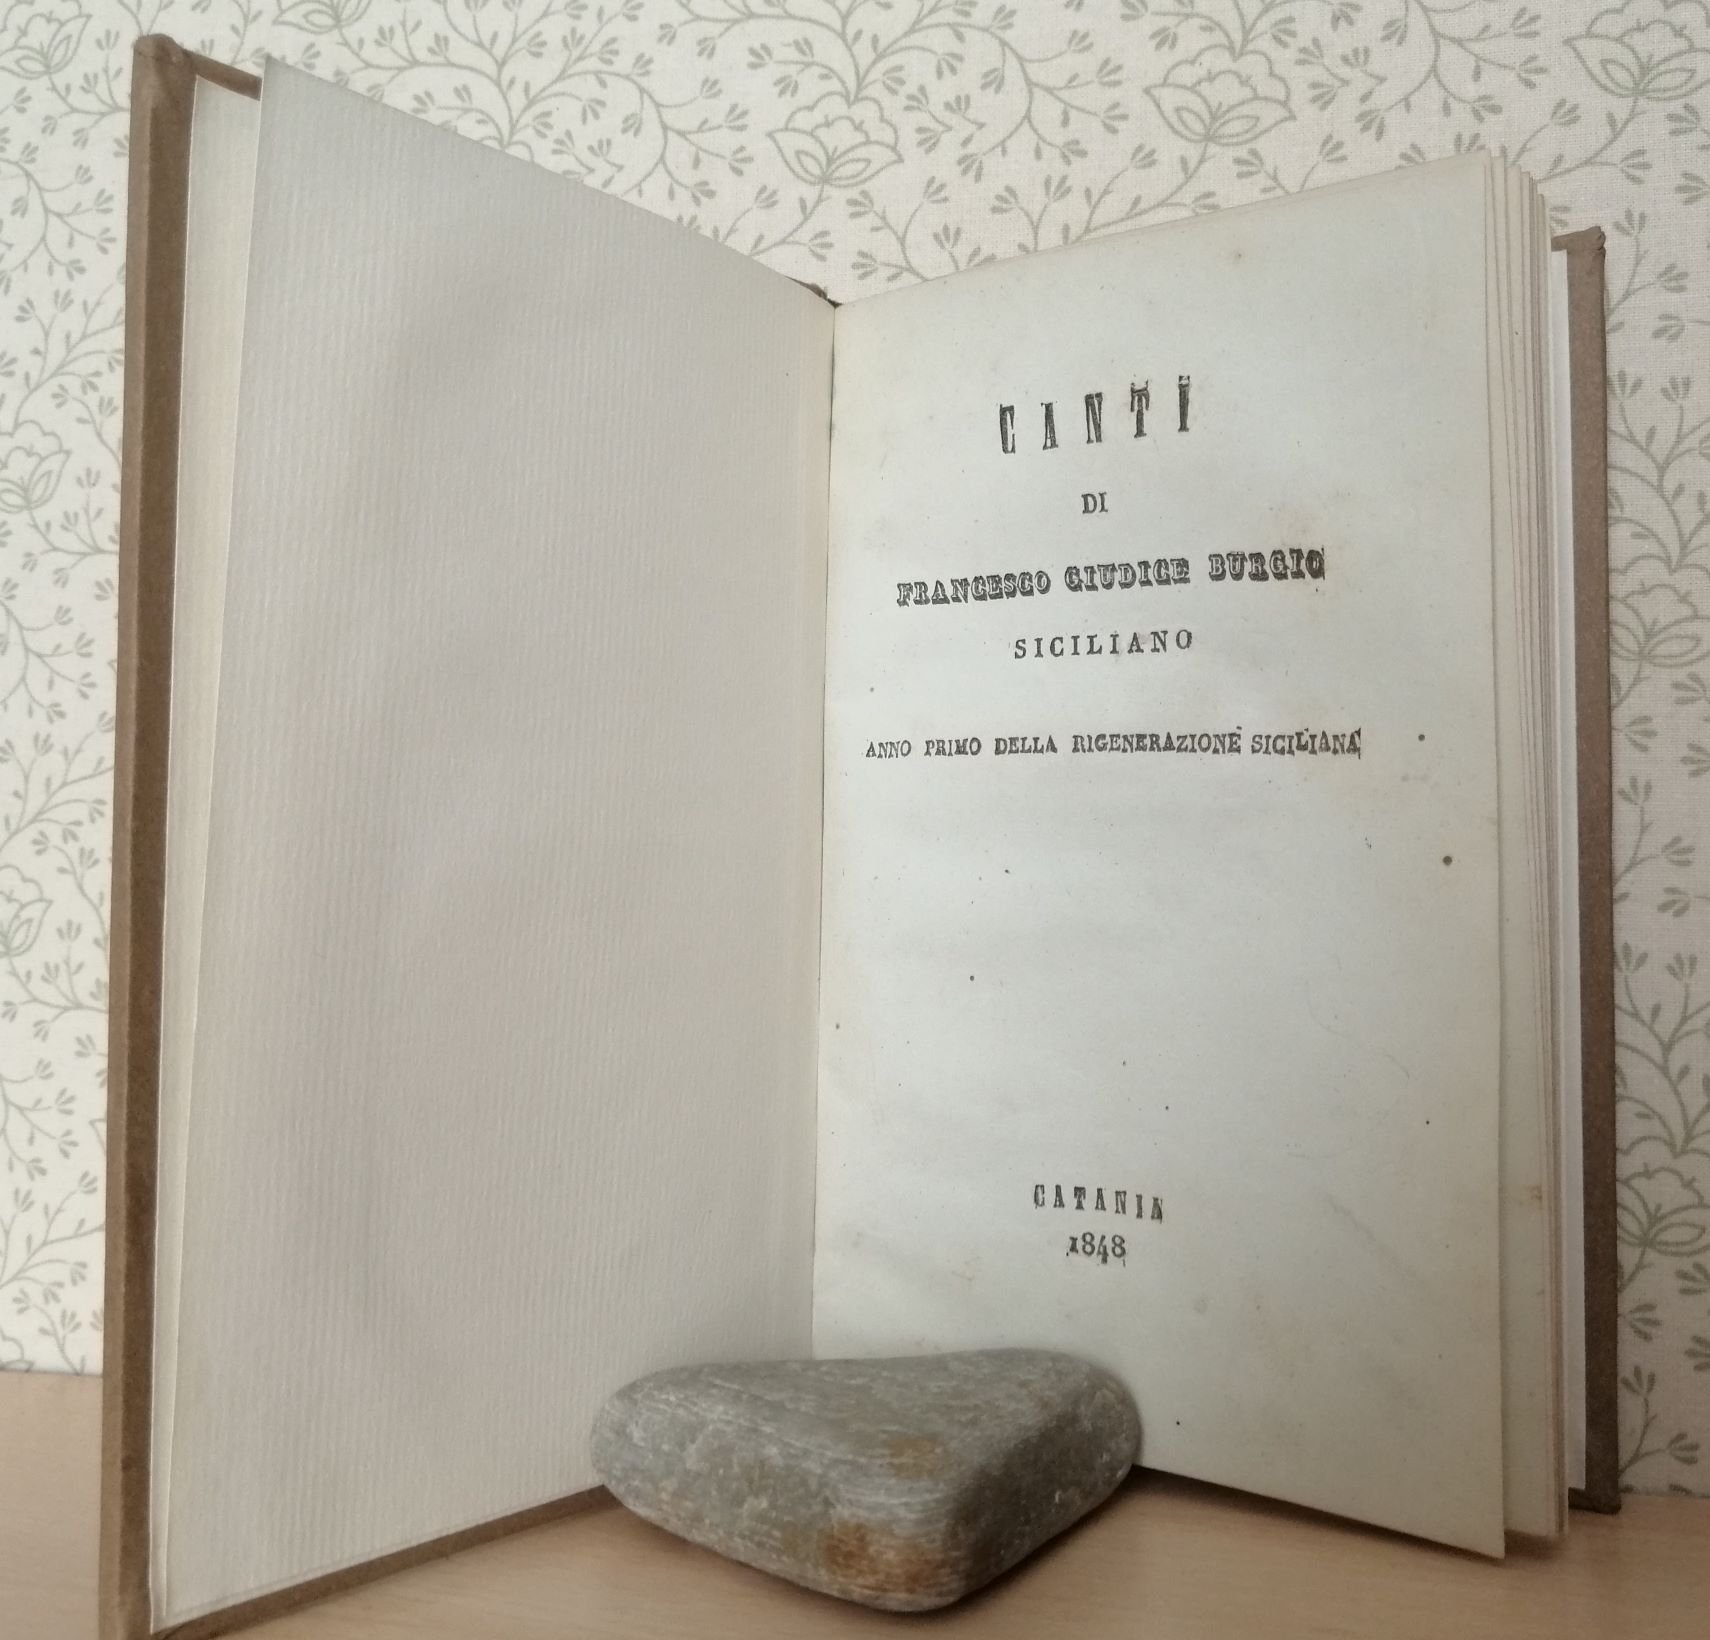 CANTI
DI
FRANCESCO GIUDICE BURGIO
SICILIANO
ANNO PRIMO DELLA RIGENERAZIONE SICILIANA
CATANIA
1848